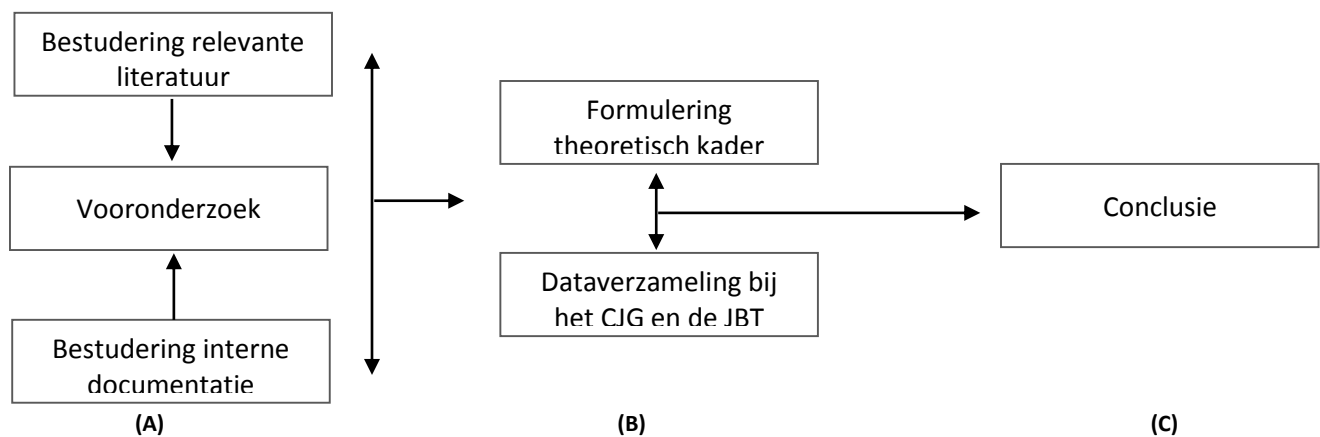 Bestudering relevante
literatuur
Vooronderzoek
Bestudering interne
documentatie
(A)
Formulering
theoretisch kader
Dataverzameling bij
het CJG en de JBT
(B)
Conclusie
(C)